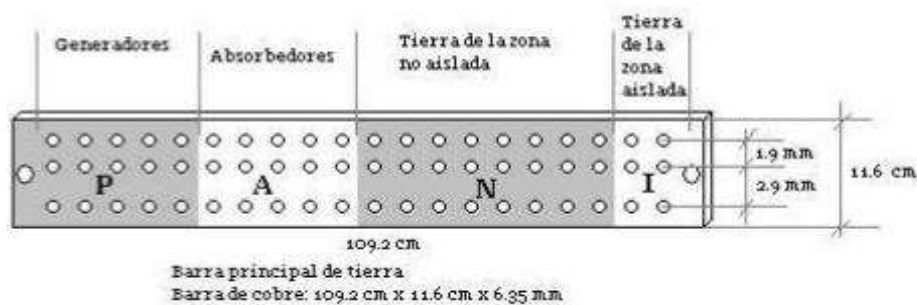 Generadores
Absorbedores
Tierra de la zona
no aislada
Tierra
de la
zona
aislada
P
A
N
I
1.9 mm
2.9 mm
11.6 cm
109.2 cm
Barra principal de tierra
Barra de cobre: 109.2 cm x 11.6 cm x 6.35 mm